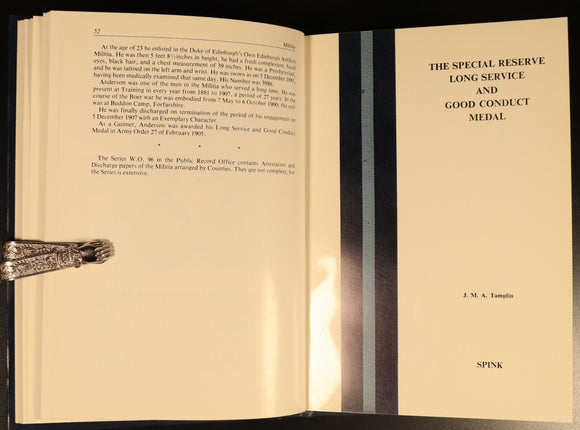 52
Militia
At the age of 23 he enlisted in the Duke of Edinburgh's Own Edinburgh Artillery
Militia. He was then 5 feet 8½ inches in height, he had a fresh completion, hazel
eyes, black hair, and a chest measurement of 39 inches. He was a Presbyterian,
and he was tattooed on the left arm and wrist. He was sworn in on 5 December 1881,
having been medically examined that same day. His Number was 3986.
Anderson was one of the men in the Militia who served a long time. He was
present at Training in every year from 1881 to 1907, a period of 27 years. In the
course of the Boer war he was embodied from 7 May to 6 October 1900; the unit
was at Buddon Camp, Forfarshire.
He was finally discharged on termination of the period of his engagement on
5 December 1907 with an Exemplary Character.
As a Gunner, Anderson was awarded his Long Service and Good Conduct
Medal in Army Order 27 of February 1905.
* * *
The Series W.O. 96 in the Public Record Office contains Attestation and
Discharge papers of the Militia arranged by Counties. They are not complete, but
the Series is extensive.
THE SPECIAL RESERVE
LONG SERVICE
AND
GOOD CONDUCT
MEDAL
J. M. A. Tamplin
SPINK